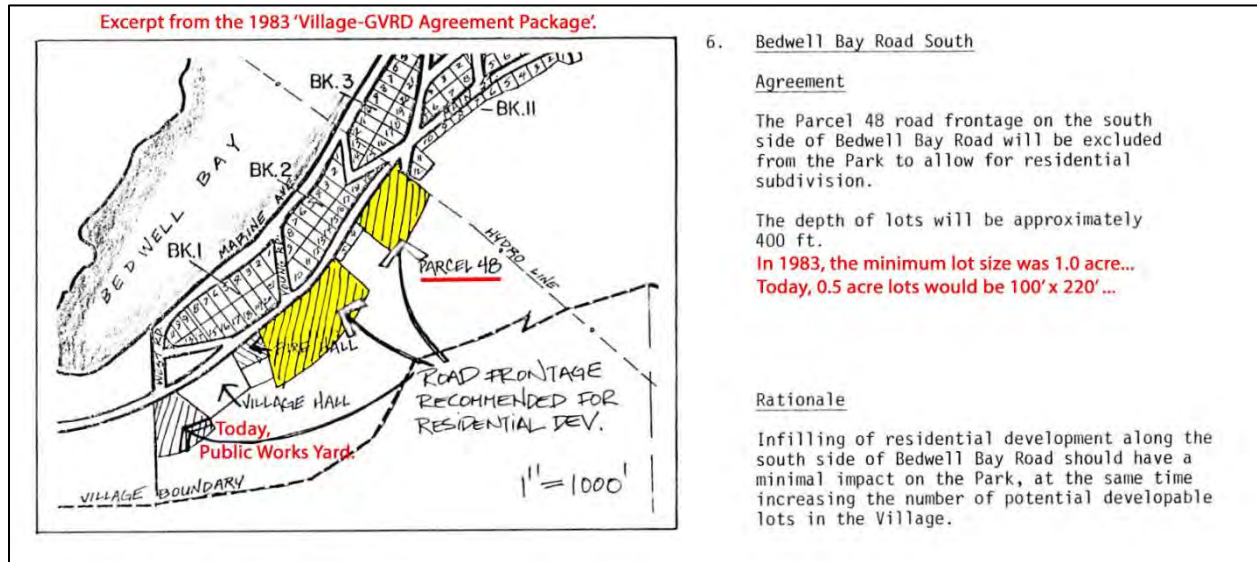 Excerpt from the 1983 'Village-GVRD Agreement Package'.
BK.3
BK.11
BEDWELL BAY
BK.2
MARINE AVE
BK.1
HYDRO LINE
PARCEL 48
FIRE HALL
VILLAGE HALL
ROAD FRONTAGE
RECOMMENDED FOR
RESIDENTIAL DEV.
Today,
Public Works Yard.
VILLAGE BOUNDARY
1"=1000'
6. Bedwell Bay Road South
Agreement
The Parcel 48 road frontage on the south
side of Bedwell Bay Road will be excluded
from the Park to allow for residential
subdivision.
The depth of lots will be approximately
400 ft.
In 1983, the minimum lot size was 1.0 acre...
Today, 0.5 acre lots would be 100' x 220' ...
Rationale
Infilling of residential development along the
south side of Bedwell Bay Road should have a
minimal impact on the Park, at the same time
increasing the number of potential developable
lots in the Village.